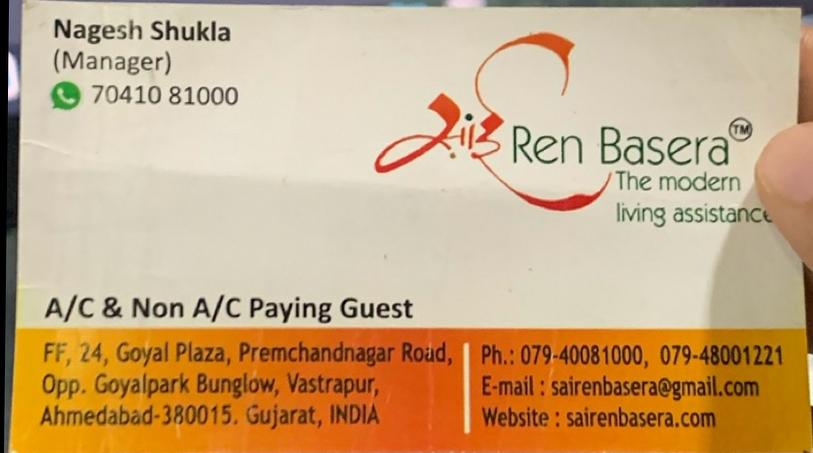 Nagesh Shukla
(Manager)
70410 81000
साईं Ren Basera™
The modern
living assistance
A/C & Non A/C Paying Guest
FF, 24, Goyal Plaza, Premchandnagar Road,
Opp. Goyalpark Bunglow, Vastrapur,
Ahmedabad-380015. Gujarat, INDIA
Ph.: 079-40081000, 079-48001221
E-mail : sairenbasera@gmail.com
Website : sairenbasera.com